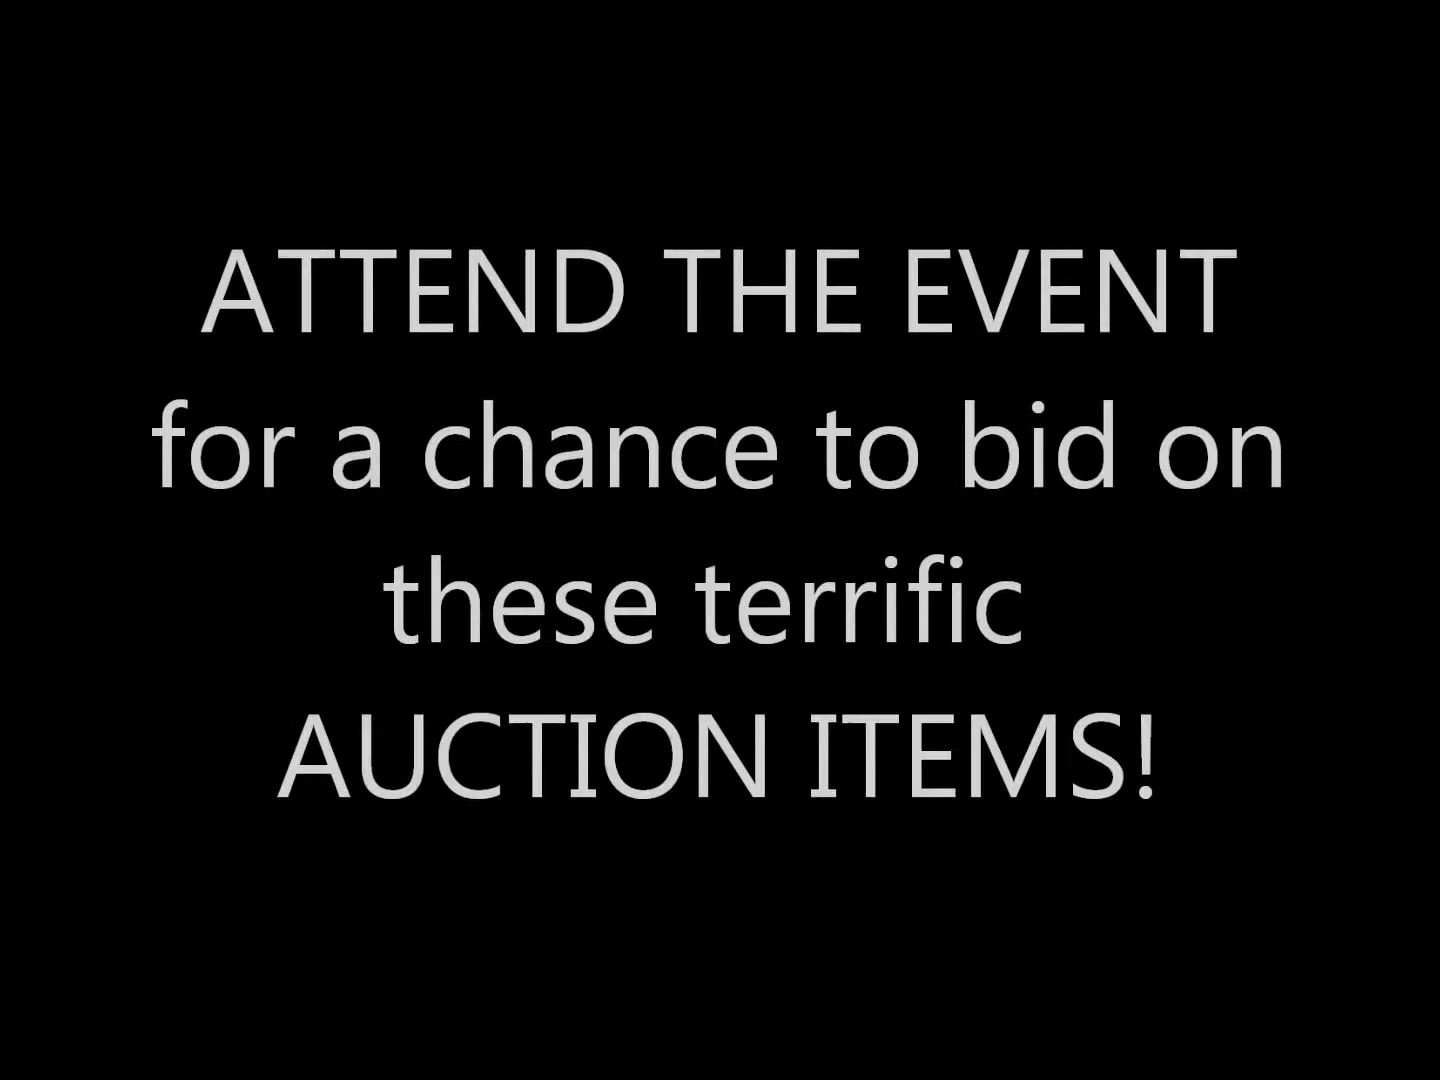 ATTEND THE EVENT
for a chance to bid on
these terrific
AUCTION ITEMS!